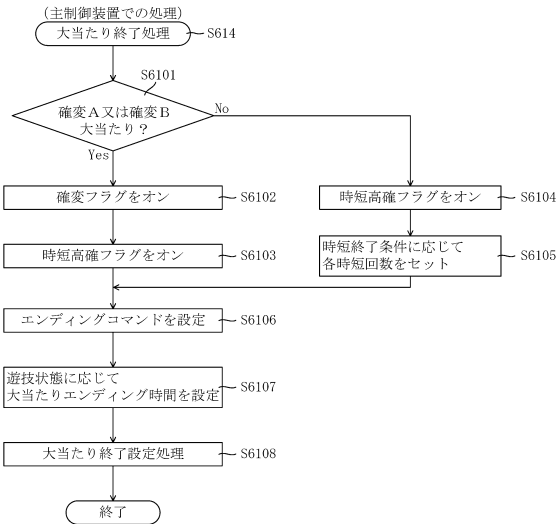 (主制御装置での処理)
大当たり終了処理
S614
S6101
確変A又は確変B
大当たり？
No
Yes
確変フラグをオン
S6102
時短高確フラグをオン
S6104
時短高確フラグをオン
S6103
時短終了条件に応じて
各時短回数をセット
S6105
エンディングコマンドを設定
S6106
遊技状態に応じて
大当たりエンディング時間を設定
S6107
大当たり終了設定処理
S6108
終了